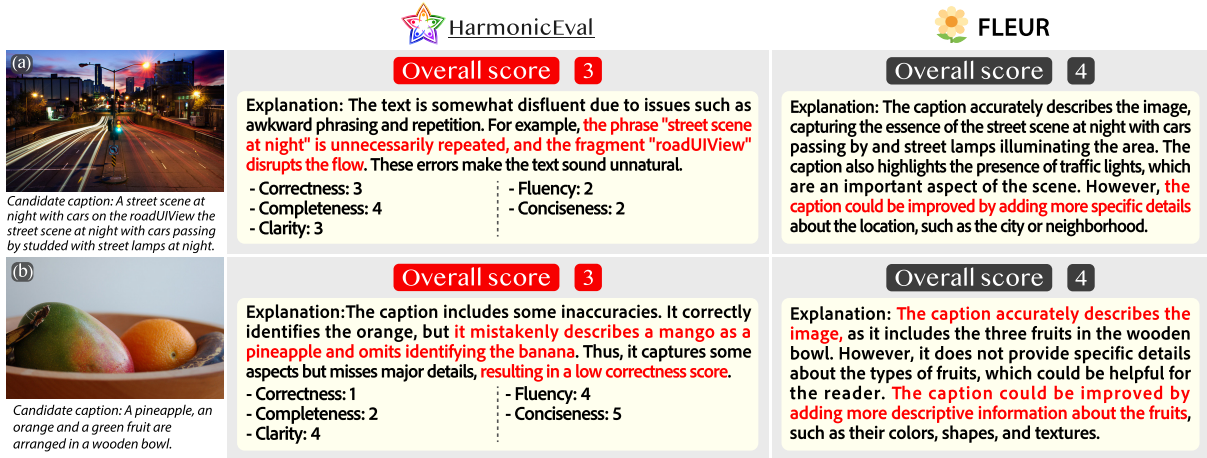 HarmonicEval
FLEUR
(a)
Candidate caption: A street scene at
night with cars on the roadUIView the
street scene at night with cars passing
by studded with street lamps at night.
Overall score 3
Explanation: The text is somewhat disfluent due to issues such as
awkward phrasing and repetition. For example, the phrase "street scene
at night" is unnecessarily repeated, and the fragment "roadUIView"
disrupts the flow. These errors make the text sound unnatural.
- Correctness: 3
- Completeness: 4
- Clarity: 3
- Fluency: 2
- Conciseness: 2
Overall score 4
Explanation: The caption accurately describes the image,
capturing the essence of the street scene at night with cars
passing by and street lamps illuminating the area. The
caption also highlights the presence of traffic lights, which
are an important aspect of the scene. However, the
caption could be improved by adding more specific details
about the location, such as the city or neighborhood.
(b)
Candidate caption: A pineapple, an
orange and a green fruit are
arranged in a wooden bowl.
Overall score 3
Explanation:The caption includes some inaccuracies. It correctly
identifies the orange, but it mistakenly describes a mango as a
pineapple and omits identifying the banana. Thus, it captures some
aspects but misses major details, resulting in a low correctness score.
- Correctness: 1
- Completeness: 2
- Clarity: 4
- Fluency: 4
- Conciseness: 5
Overall score 4
Explanation: The caption accurately describes the
image, as it includes the three fruits in the wooden
bowl. However, it does not provide specific details
about the types of fruits, which could be helpful for
the reader. The caption could be improved by
adding more descriptive information about the fruits,
such as their colors, shapes, and textures.